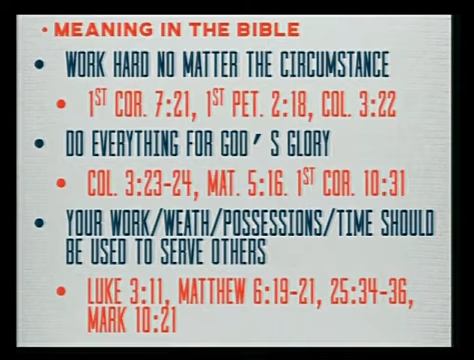 • MEANING IN THE BIBLE
• WORK HARD NO MATTER THE CIRCUMSTANCE
• 1ST COR. 7:21, 1ST PET. 2:18, COL. 3:22
• DO EVERYTHING FOR GOD'S GLORY
• COL. 3:23-24, MAT. 5:16. 1ST COR. 10:31
• YOUR WORK/WEATH/POSSESSIONS/TIME SHOULD
BE USED TO SERVE OTHERS
• LUKE 3:11, MATTHEW 6:19-21, 25:34-36,
MARK 10:21